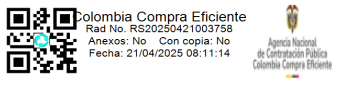 Colombia Compra Eficiente
Rad No. RS20250421003758
Anexos: No Con copia: No
Fecha: 21/04/2025 08:11:14
Agencia Nacional
de Contratación Pública
Colombia Compra Eficiente